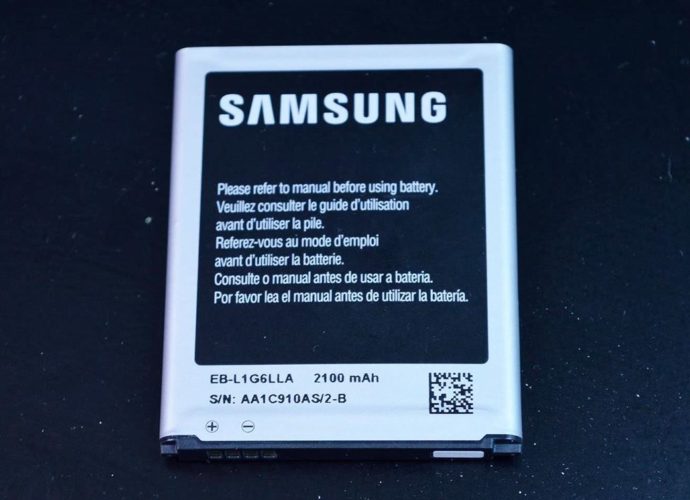 SAMSUNG
Please refer to manual before using battery.
Veuillez consulter le guide d'utilisation
avant d'utiliser la pile.
Referez-vous au mode d'emploi
avant d'utiliser la batterie.
Consulte o manual antes de usar a bateria.
Por favor lea el manual antes de utilizar la batería.
EB-L1G6LLA 2100 mAh
S/N: AA1C910AS/2-B
+ −